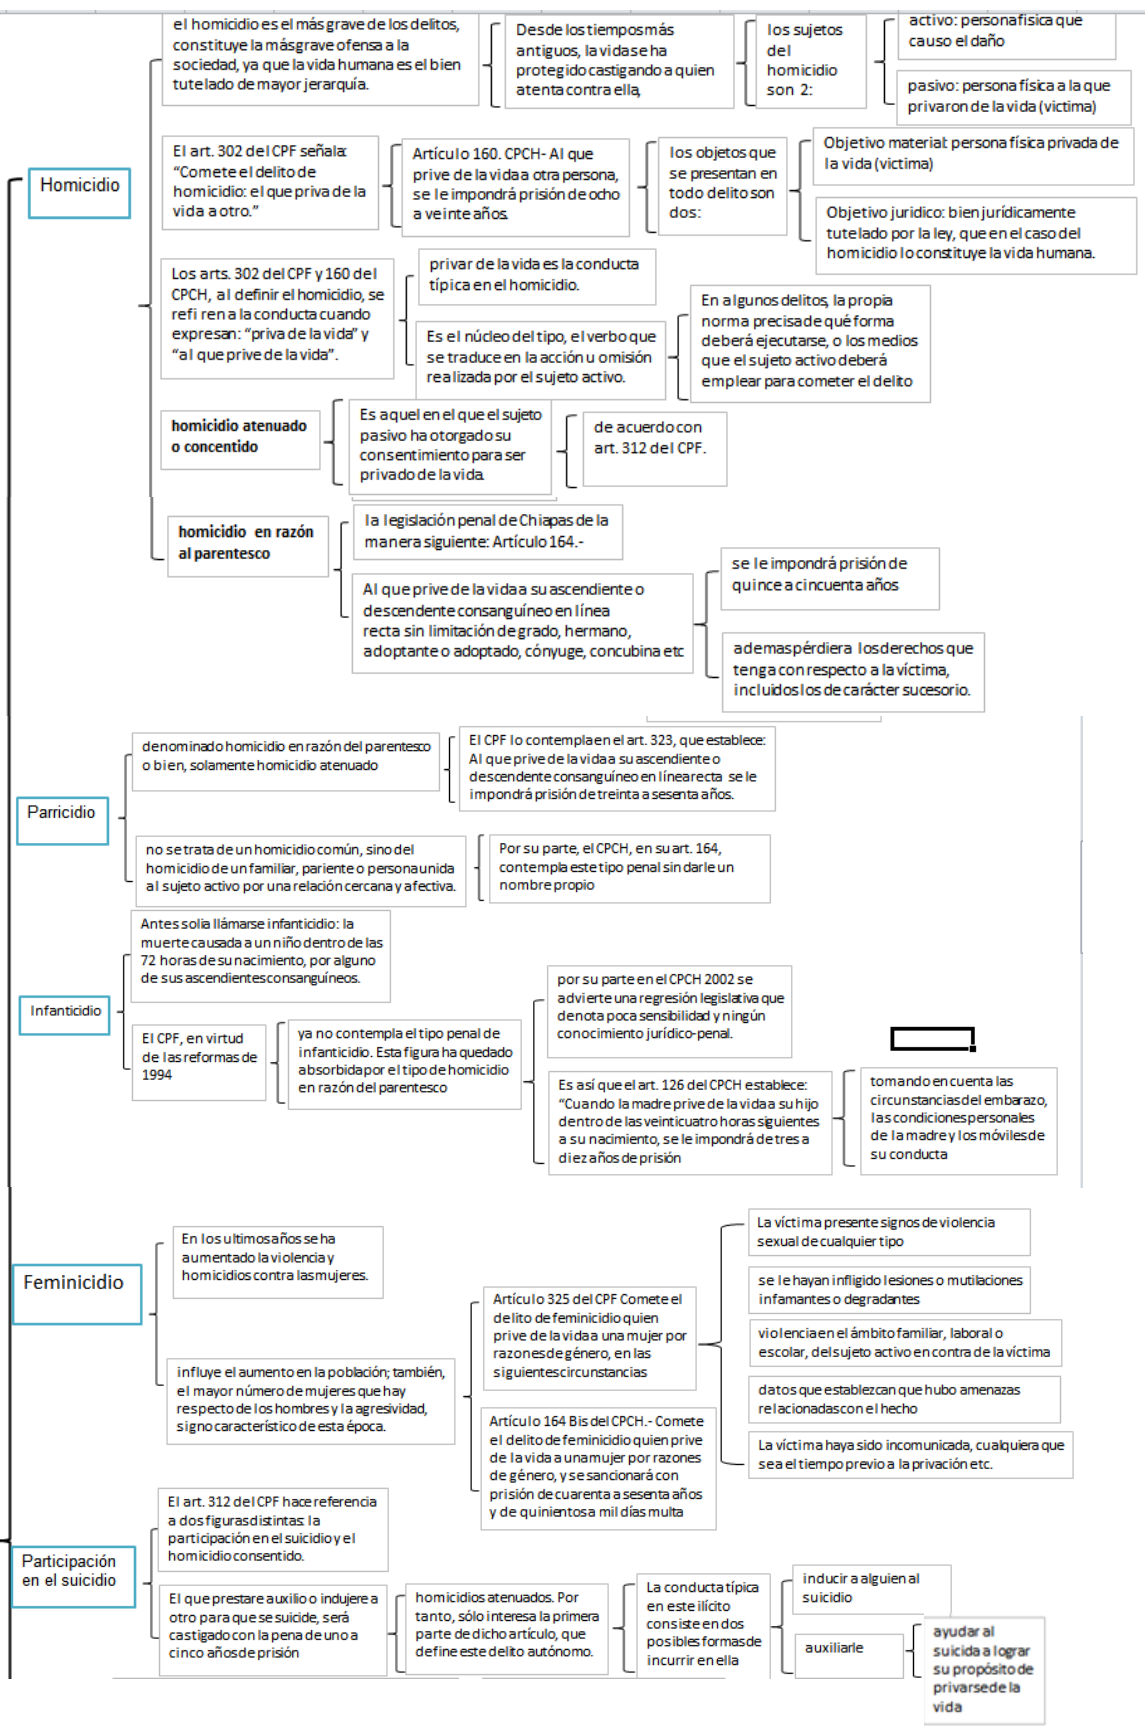 el homicidio es el más grave de los delitos,
constituye la más grave ofensa a la
sociedad, ya que la vida humana es el bien
tutelado de mayor jerarquía.
Desde los tiempos más
antiguos, la vida se ha
protegido castigando a quien
atenta contra ella,
los sujetos
del
homicidio
son 2:
activo: persona fisica que
causo el daño
pasivo: persona física a la que
privaron de la vida (victima)
Homicidio
El art. 302 del CPF señala:
“Comete el delito de
homicidio: el que priva de la
vida a otro.”
Artículo 160. CPCH- Al que
prive de la vida a otra persona,
se le impondrá prisión de ocho
a veinte años.
los objetos que
se presentan en
todo delito son
dos:
Objetivo material: persona física privada de
la vida (victima)
Objetivo juridico: bien jurídicamente
tutelado por la ley, que en el caso del
homicidio lo constituye la vida humana.
Los arts. 302 del CPF y 160 del
CPCH, al definir el homicidio, se
refi ren a la conducta cuando
expresan: “priva de la vida” y
“al que prive de la vida”.
privar de la vida es la conducta
típica en el homicidio.
Es el núcleo del tipo, el verbo que
se traduce en la acción u omisión
realizada por el sujeto activo.
En algunos delitos, la propia
norma precisa de qué forma
deberá ejecutarse, o los medios
que el sujeto activo deberá
emplear para cometer el delito
homicidio atenuado
o concentido
Es aquel en el que el sujeto
pasivo ha otorgado su
consentimiento para ser
privado de la vida.
de acuerdo con
art. 312 del CPF.
homicidio en razón
al parentesco
la legislación penal de Chiapas de la
manera siguiente: Artículo 164.-
Al que prive de la vida a su ascendiente o
descendente consanguíneo en línea
recta sin limitación de grado, hermano,
adoptante o adoptado, cónyuge, concubina etc
se le impondrá prisión de
quince a cincuenta años
ademas pérdiera los derechos que
tenga con respecto a la víctima,
incluidos los de carácter sucesorio.
Parricidio
denominado homicidio en razón del parentesco
o bien, solamente homicidio atenuado
El CPF lo contempla en el art. 323, que establece:
Al que prive de la vida a su ascendiente o
descendente consanguíneo en línea recta se le
impondrá prisión de treinta a sesenta años.
no se trata de un homicidio común, sino del
homicidio de un familiar, pariente o persona unida
al sujeto activo por una relación cercana y afectiva.
Por su parte, el CPCH, en su art. 164,
contempla este tipo penal sin darle un
nombre propio
Infanticidio
Antes solia llámarse infanticidio: la
muerte causada a un niño dentro de las
72 horas de su nacimiento, por alguno
de sus ascendientes consanguíneos.
El CPF, en virtud
de las reformas de
1994
ya no contempla el tipo penal de
infanticidio. Esta figura ha quedado
absorbida por el tipo de homicidio
en razón del parentesco
por su parte en el CPCH 2002 se
advierte una regresión legislativa que
denota poca sensibilidad y ningún
conocimiento jurídico-penal.
Es así que el art. 126 del CPCH establece:
“Cuando la madre prive de la vida a su hijo
dentro de las veinticuatro horas siguientes
a su nacimiento, se le impondrá de tres a
diez años de prisión
tomando en cuenta las
circunstancias del embarazo,
las condiciones personales
de la madre y los móviles de
su conducta
Feminicidio
En los ultimos años se ha
aumentado la violencia y
homicidios contra las mujeres.
influye el aumento en la población; también,
el mayor número de mujeres que hay
respecto de los hombres y la agresividad,
signo característico de esta época.
Artículo 325 del CPF Comete el
delito de feminicidio quien
prive de la vida a una mujer por
razones de género, en las
siguientes circunstancias
Artículo 164 Bis del CPCH.- Comete
el delito de feminicidio quien prive
de la vida a una mujer por razones
de género, y se sancionará con
prisión de cuarenta a sesenta años
y de quinientos a mil días multa
La víctima presente signos de violencia
sexual de cualquier tipo
se le hayan infligido lesiones o mutilaciones
infamantes o degradantes
violencia en el ámbito familiar, laboral o
escolar, del sujeto activo en contra de la víctima
datos que establezcan que hubo amenazas
relacionadas con el hecho
La víctima haya sido incomunicada, cualquiera que
sea el tiempo previo a la privación etc.
Participación
en el suicidio
El art. 312 del CPF hace referencia
a dos figuras distintas: la
participación en el suicidio y el
homicidio consentido.
El que prestare auxilio o indujere a
otro para que se suicide, será
castigado con la pena de uno a
cinco años de prisión
homicidios atenuados. Por
tanto, sólo interesa la primera
parte de dicho artículo, que
define este delito autónomo.
La conducta típica
en este ilícito
consiste en dos
posibles formas de
incurrir en ella
inducir a alguien al
suicidio
auxiliarle
ayudar al
suicida a lograr
su propósito de
privarse de la
vida